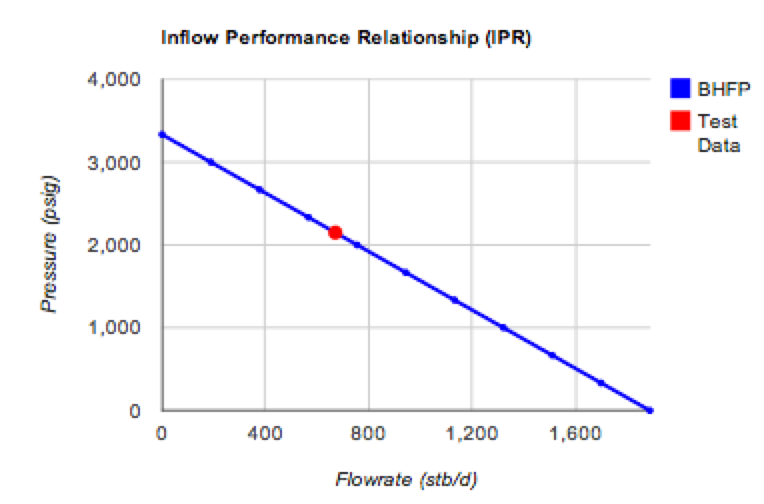 Inflow Performance Relationship (IPR)
4,000
3,000
2,000
1,000
0
Pressure (psig)
0 400 800 1,200 1,600
Flowrate (stb/d)
BHFP
Test
Data